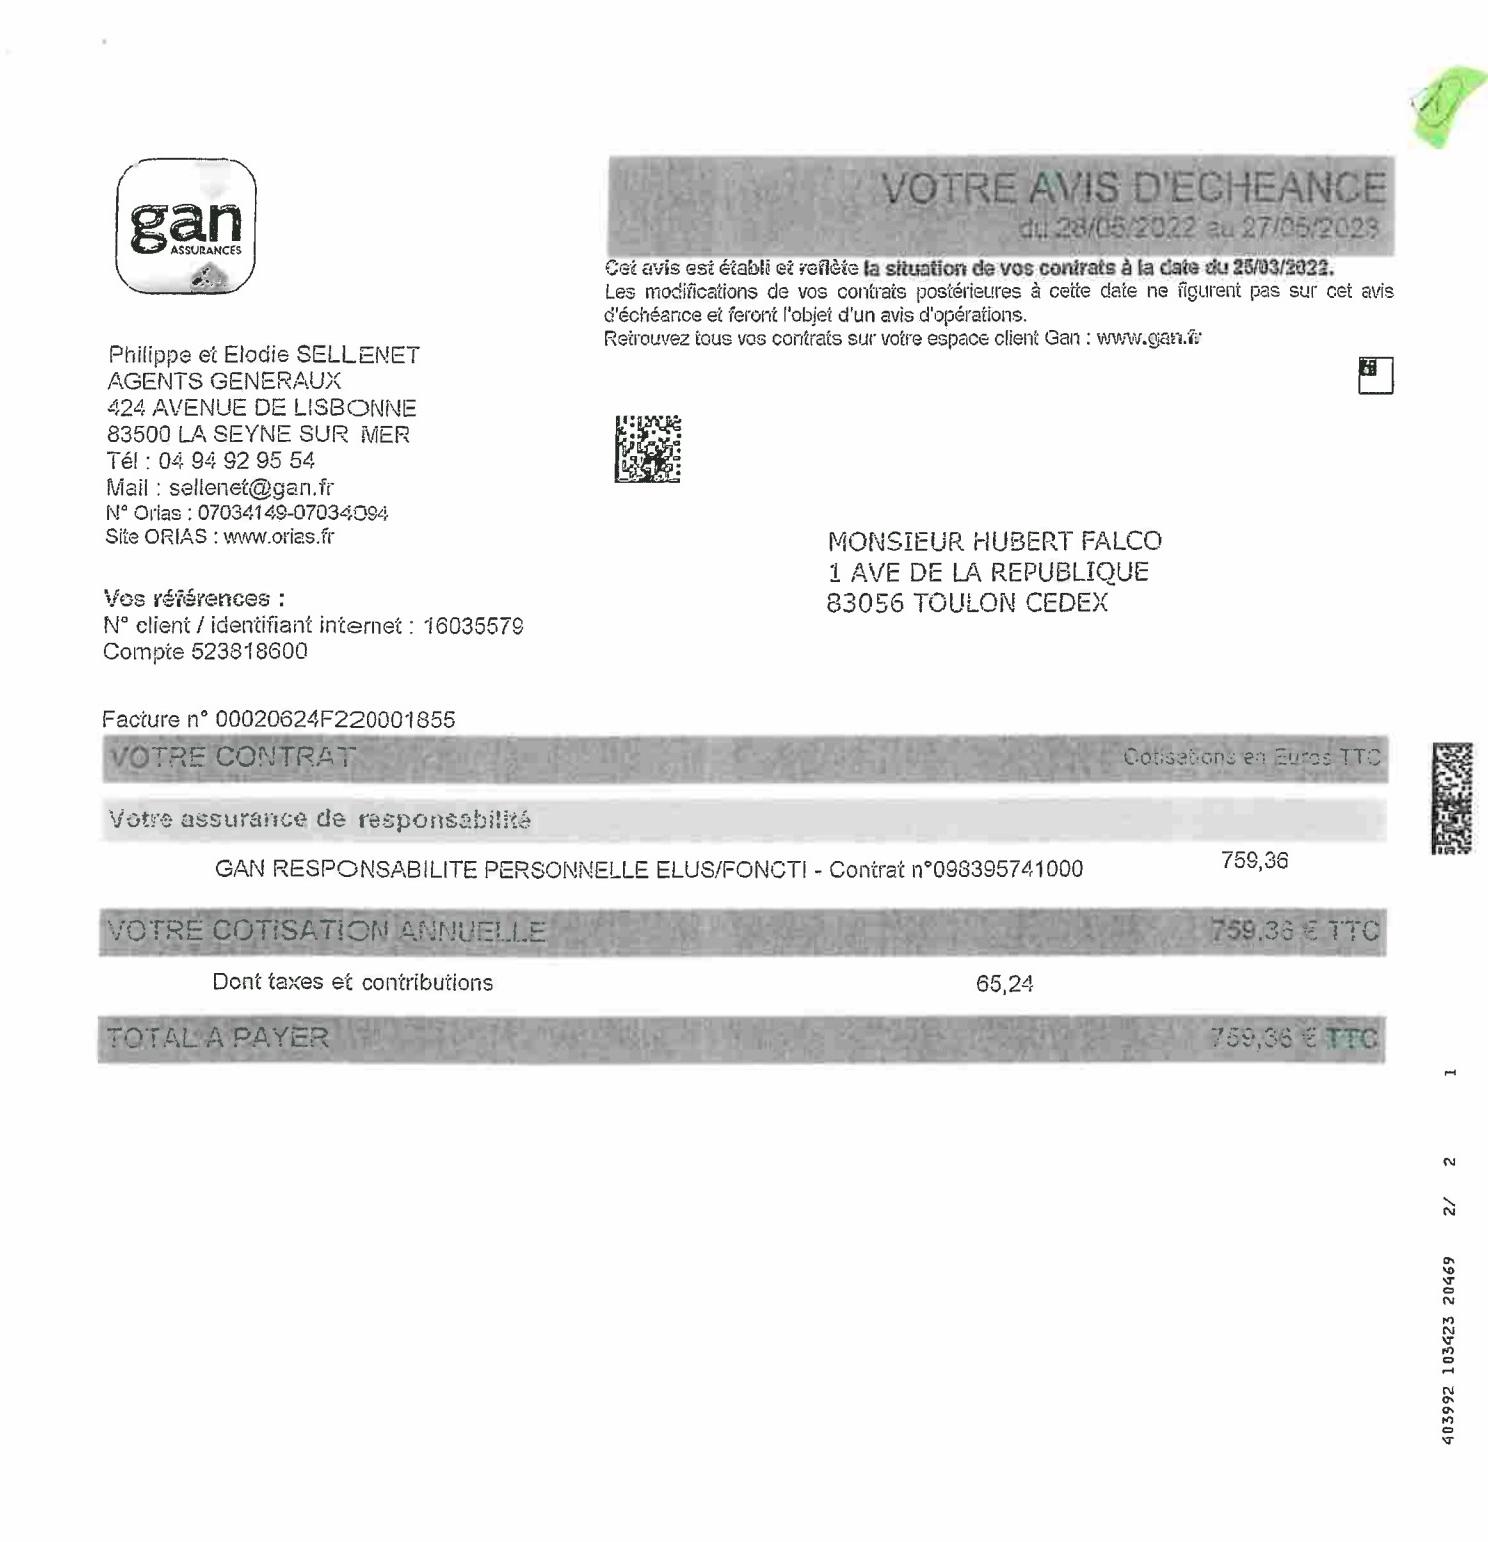 gan
ASSURANCES
VOTRE AVIS D'ECHEANCE
du 28/05/2022 au 27/05/2023
Cet avis est établi et reflète la situation de vos contrats à la date du 25/03/2022.
Les modifications de vos contrats postérieures à cette date ne figurent pas sur cet avis
d'échéance et feront l'objet d'un avis d'opérations.
Retrouvez tous vos contrats sur votre espace client Gan : www.gan.fr
Philippe et Elodie SELLENET
AGENTS GENERAUX
424 AVENUE DE LISBONNE
83500 LA SEYNE SUR MER
Tél : 04 94 92 95 54
Mail : sellenet@gan.fr
N° Orias : 07034149-07034094
Site ORIAS : www.orias.fr
MONSIEUR HUBERT FALCO
1 AVE DE LA REPUBLIQUE
83056 TOULON CEDEX
Vos références :
N° client / identifiant internet : 16035579
Compte 523818600
Facture n° 00020624F220001855
VOTRE CONTRAT Cotisations en Euros TTC
Votre assurance de responsabilité
GAN RESPONSABILITE PERSONNELLE ELUS/FONCTI - Contrat n°098395741000 759,36
VOTRE COTISATION ANNUELLE 759,36 € TTC
Dont taxes et contributions 65,24
TOTAL A PAYER 759,36 € TTC
403992 103423 20469 2/ 2 1